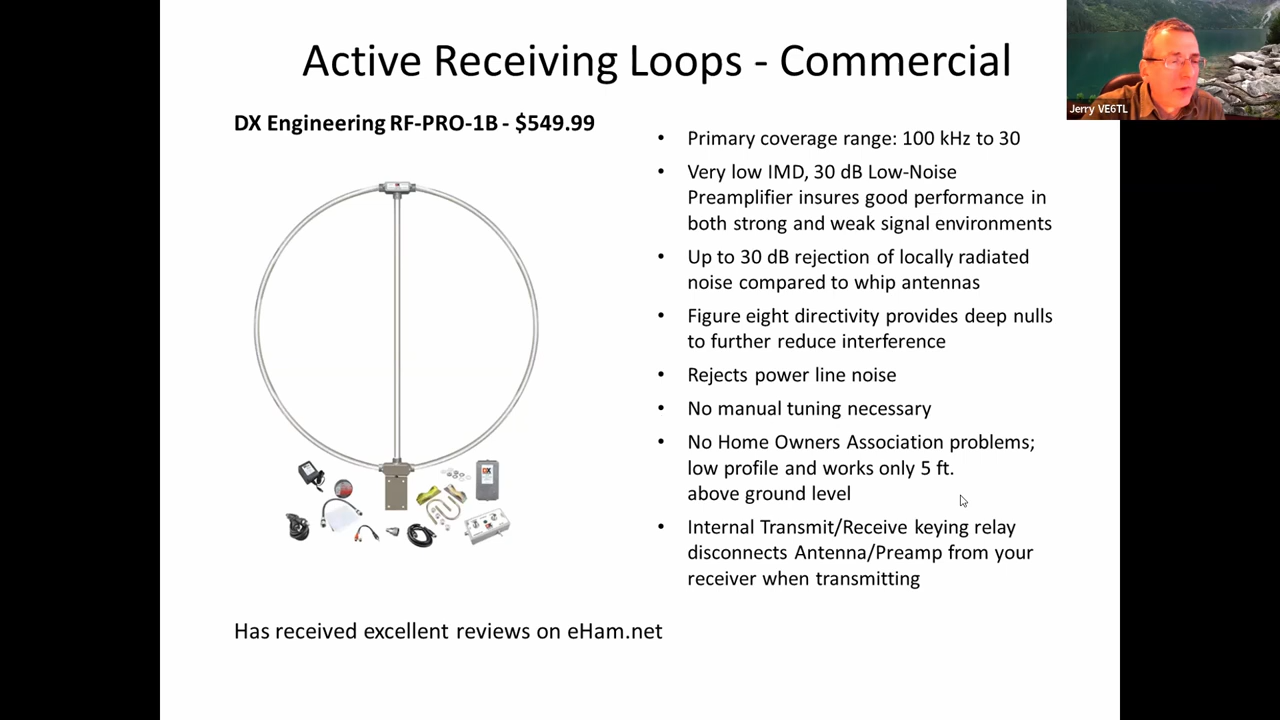 Active Receiving Loops - Commercial
Jerry VE6TL
DX Engineering RF-PRO-1B - $549.99
• Primary coverage range: 100 kHz to 30
• Very low IMD, 30 dB Low-Noise
Preamplifier insures good performance in
both strong and weak signal environments
• Up to 30 dB rejection of locally radiated
noise compared to whip antennas
• Figure eight directivity provides deep nulls
to further reduce interference
• Rejects power line noise
• No manual tuning necessary
• No Home Owners Association problems;
low profile and works only 5 ft.
above ground level
• Internal Transmit/Receive keying relay
disconnects Antenna/Preamp from your
receiver when transmitting
Has received excellent reviews on eHam.net